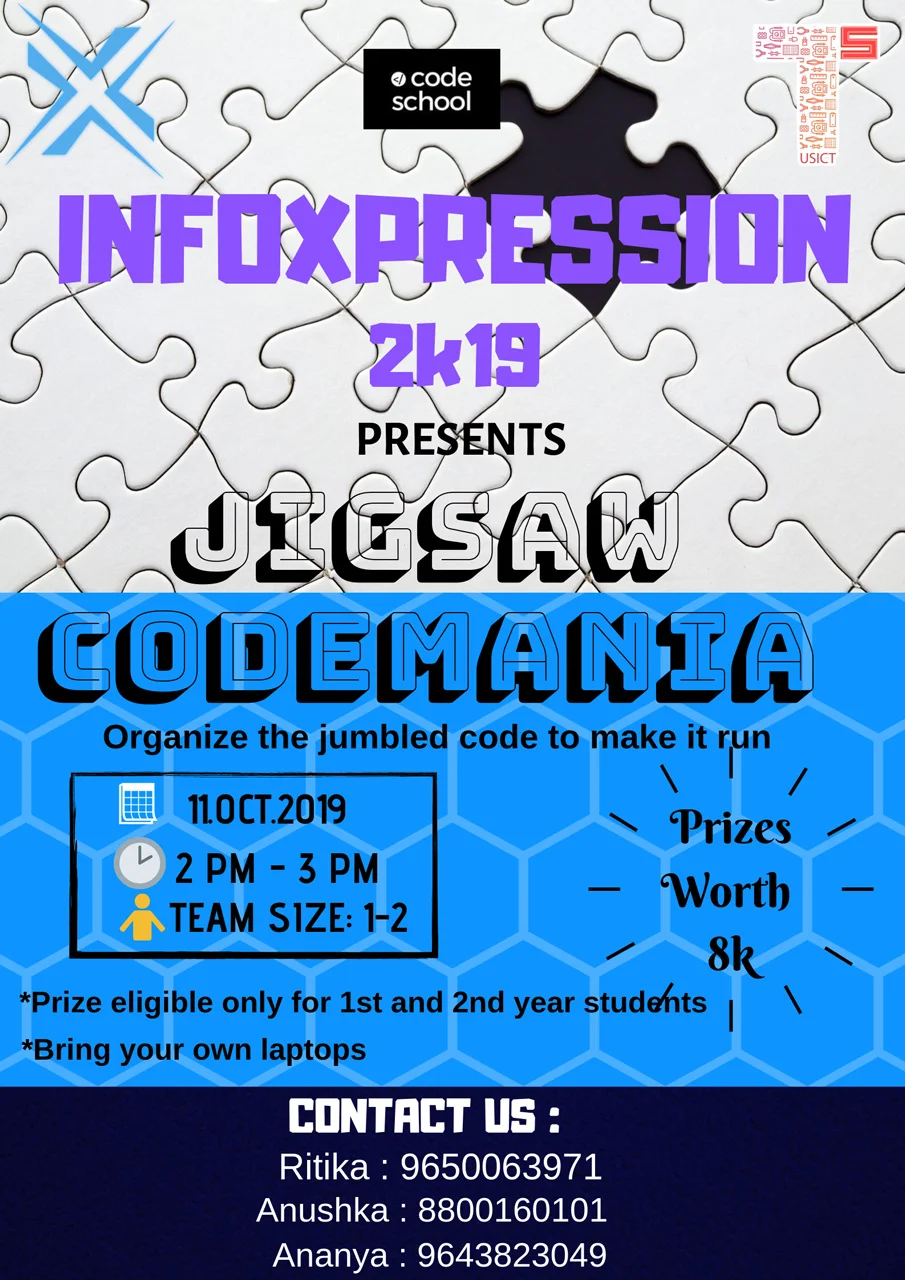 code
school
TS
USICT
INFOXPRESSION
2k19
PRESENTS
JIGSAW
CODEMANIA
Organize the jumbled code to make it run
11.OCT.2019
2 PM - 3 PM
TEAM SIZE: 1-2
Prizes
Worth
8k
*Prize eligible only for 1st and 2nd year students
*Bring your own laptops
CONTACT US :
Ritika : 9650063971
Anushka : 8800160101
Ananya : 9643823049